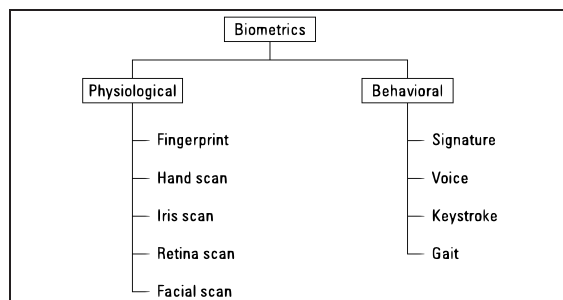 Biometrics
Physiological
Fingerprint
Hand scan
Iris scan
Retina scan
Facial scan
Behavioral
Signature
Voice
Keystroke
Gait